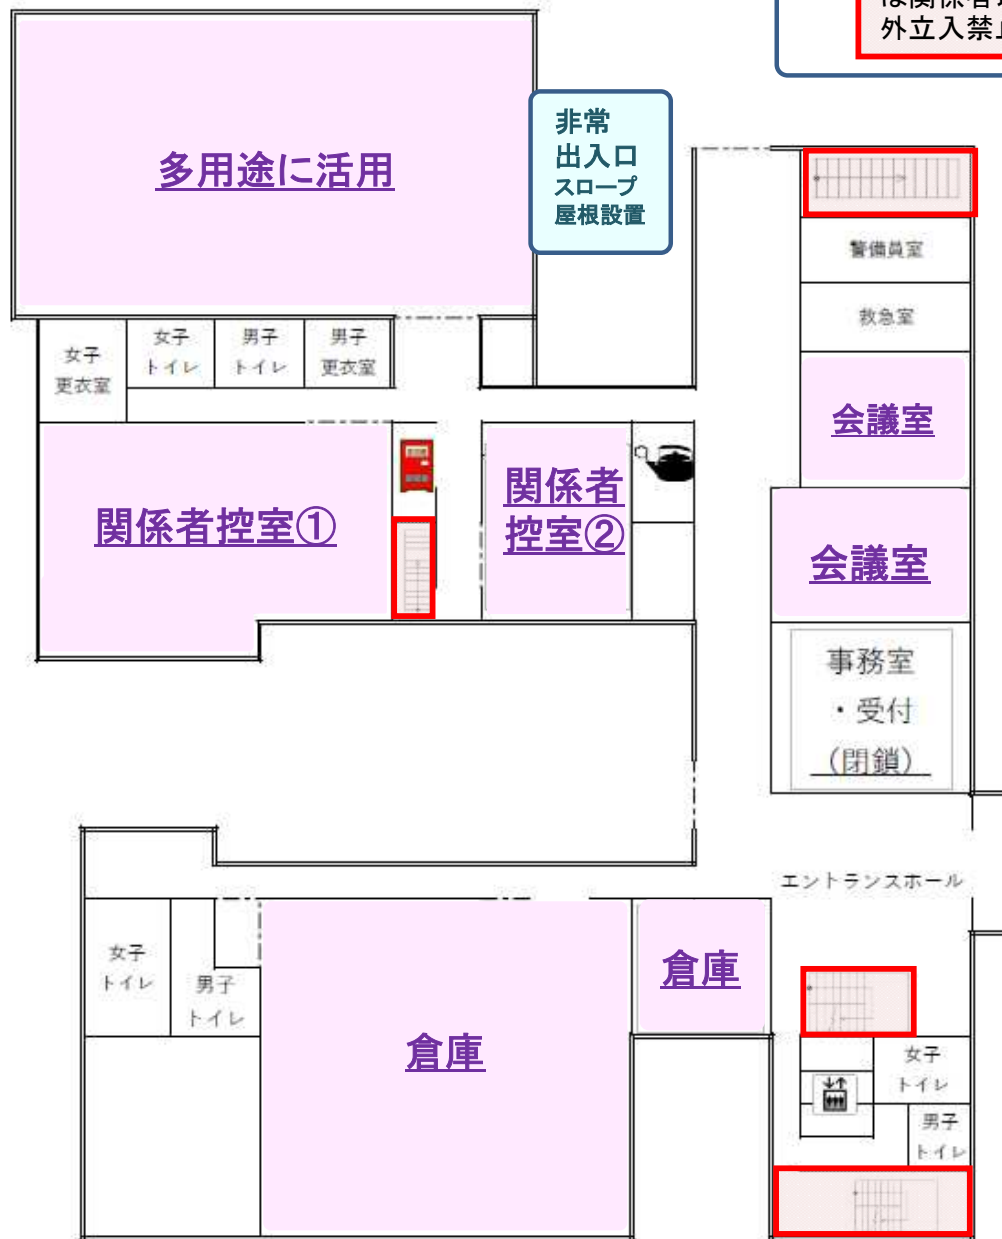 外立入禁
多用途に活用
非常
出入口
スロープ
屋根設置
警備員室
救急室
女子
更衣室
女子
トイレ
男子
トイレ
男子
更衣室
会議室
関係者控室①
関係者
控室②
会議室
事務室
・受付
（閉鎖）
エントランスホール
女子
トイレ
男子
トイレ
倉庫
倉庫
女子
トイレ
男子
トイレ